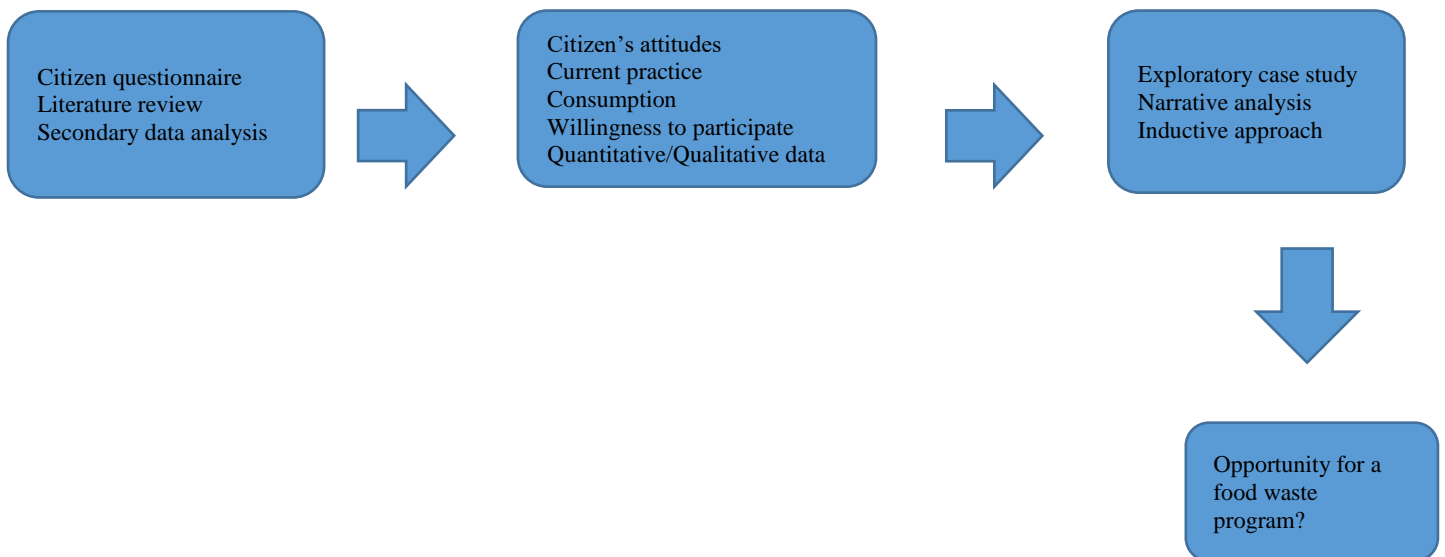 Citizen questionnaire
Literature review
Secondary data analysis
Citizen’s attitudes
Current practice
Consumption
Willingness to participate
Quantitative/Qualitative data
Exploratory case study
Narrative analysis
Inductive approach
Opportunity for a
food waste
program?